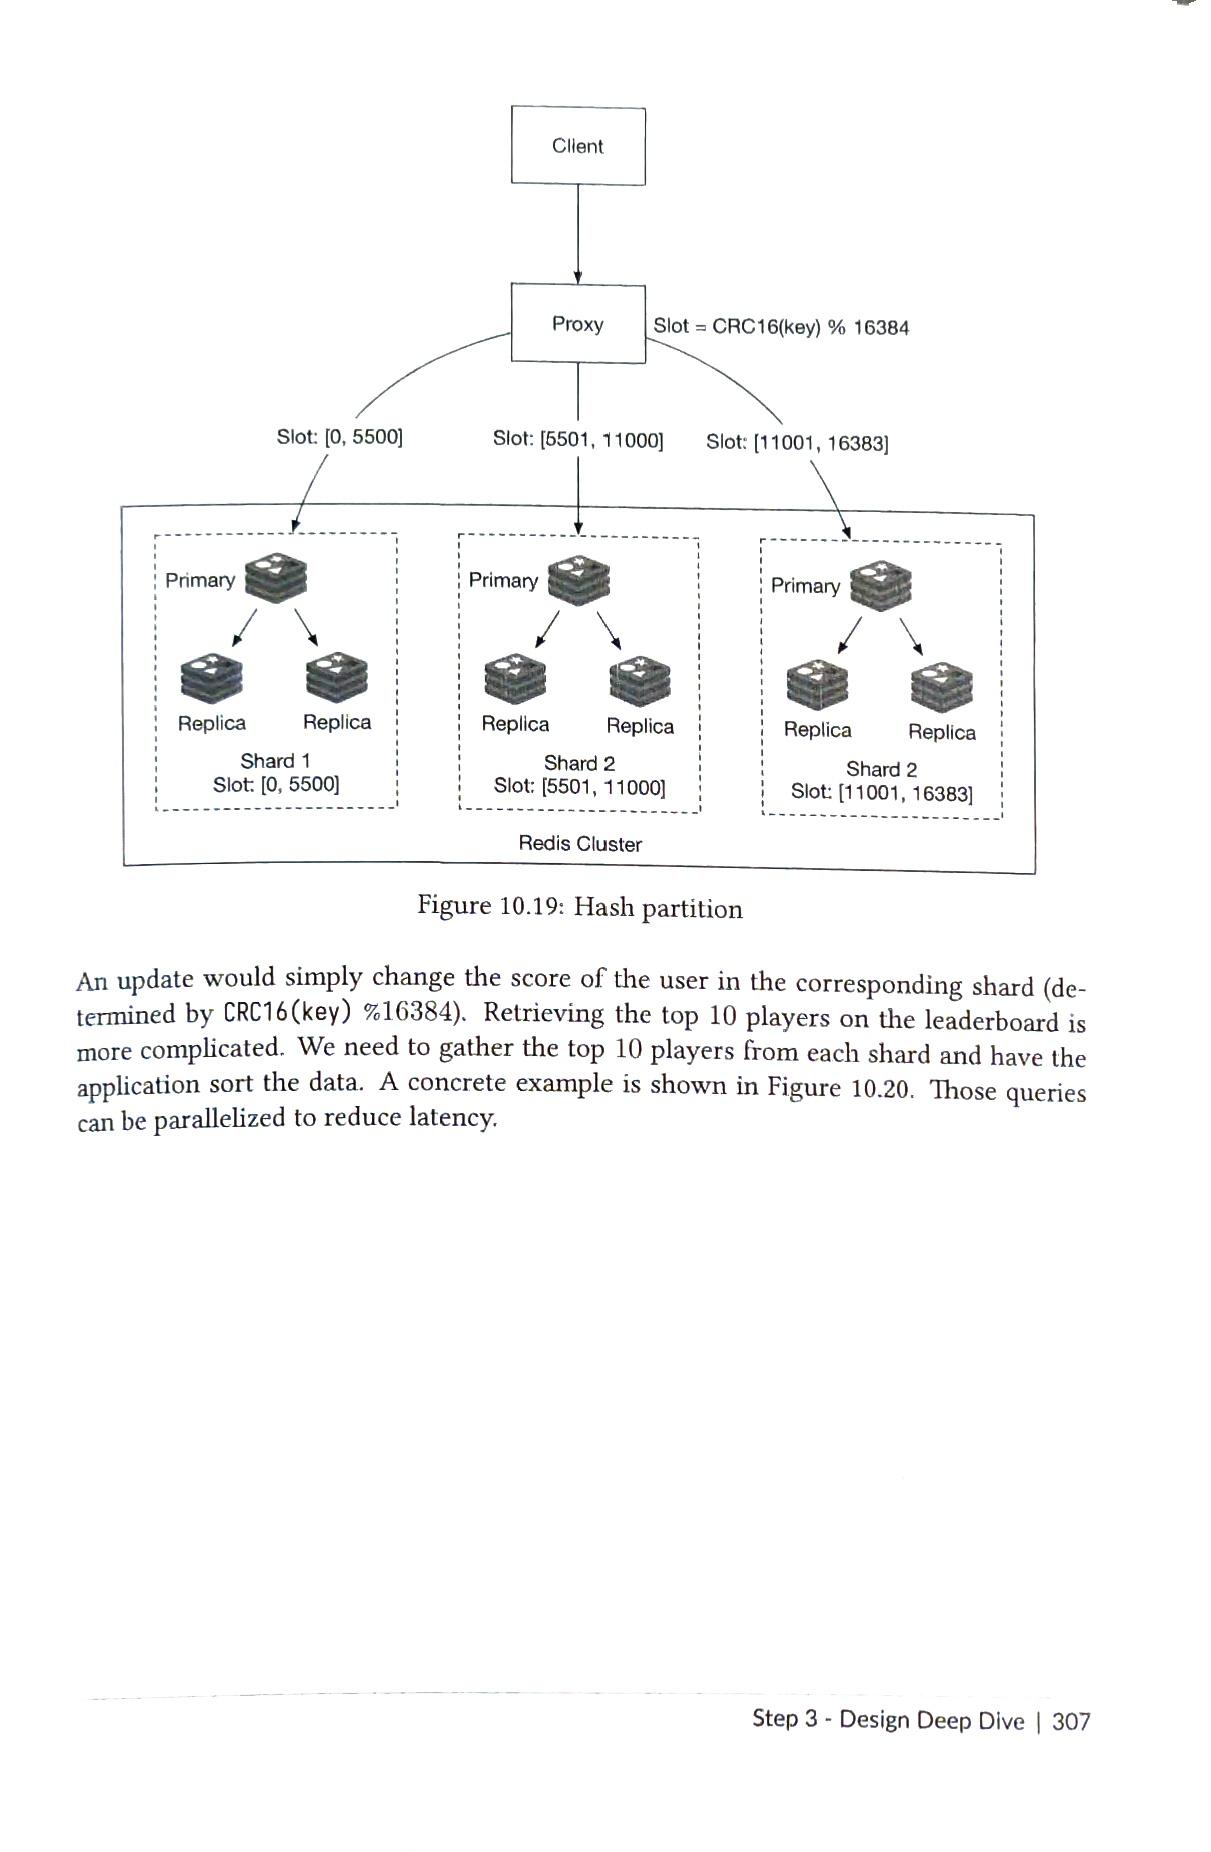 Client
Proxy
Slot = CRC16(key) % 16384
Slot: [0, 5500]
Slot: [5501, 11000]
Slot: [11001, 16383]
Primary
Primary
Primary
Replica
Replica
Replica
Replica
Replica
Replica
Shard 1
Slot: [0, 5500]
Shard 2
Slot: [5501, 11000]
Shard 2
Slot: [11001, 16383]
Redis Cluster
Figure 10.19: Hash partition
An update would simply change the score of the user in the corresponding shard (de-
termined by CRC16(key) %16384). Retrieving the top 10 players on the leaderboard is
more complicated. We need to gather the top 10 players from each shard and have the
application sort the data. A concrete example is shown in Figure 10.20. Those queries
can be parallelized to reduce latency.
Step 3 - Design Deep Dive | 307